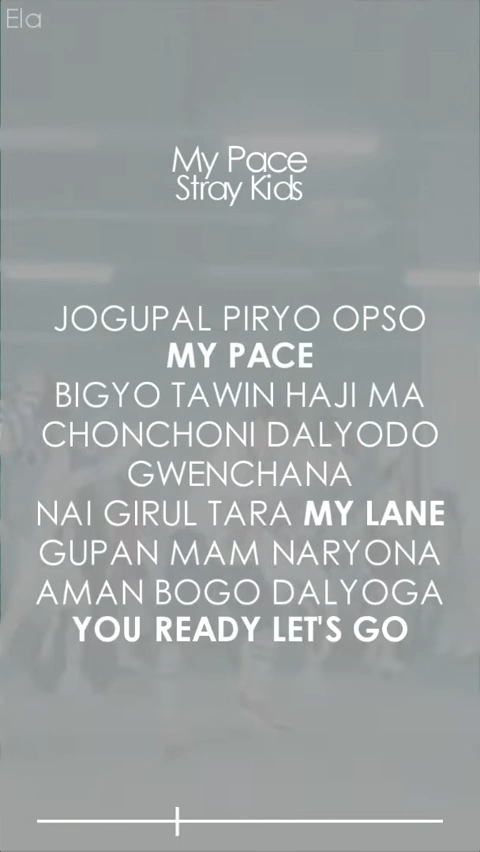 Ela
My Pace
Stray Kids
JOGUPAL PIRYO OPSO
MY PACE
BIGYO TAWIN HAJI MA
CHONCHONI DALYODO
GWENCHANA
NAI GIRUL TARA MY LANE
GUPAN MAM NARYONA
AMAN BOGO DALYOGA
YOU READY LET'S GO